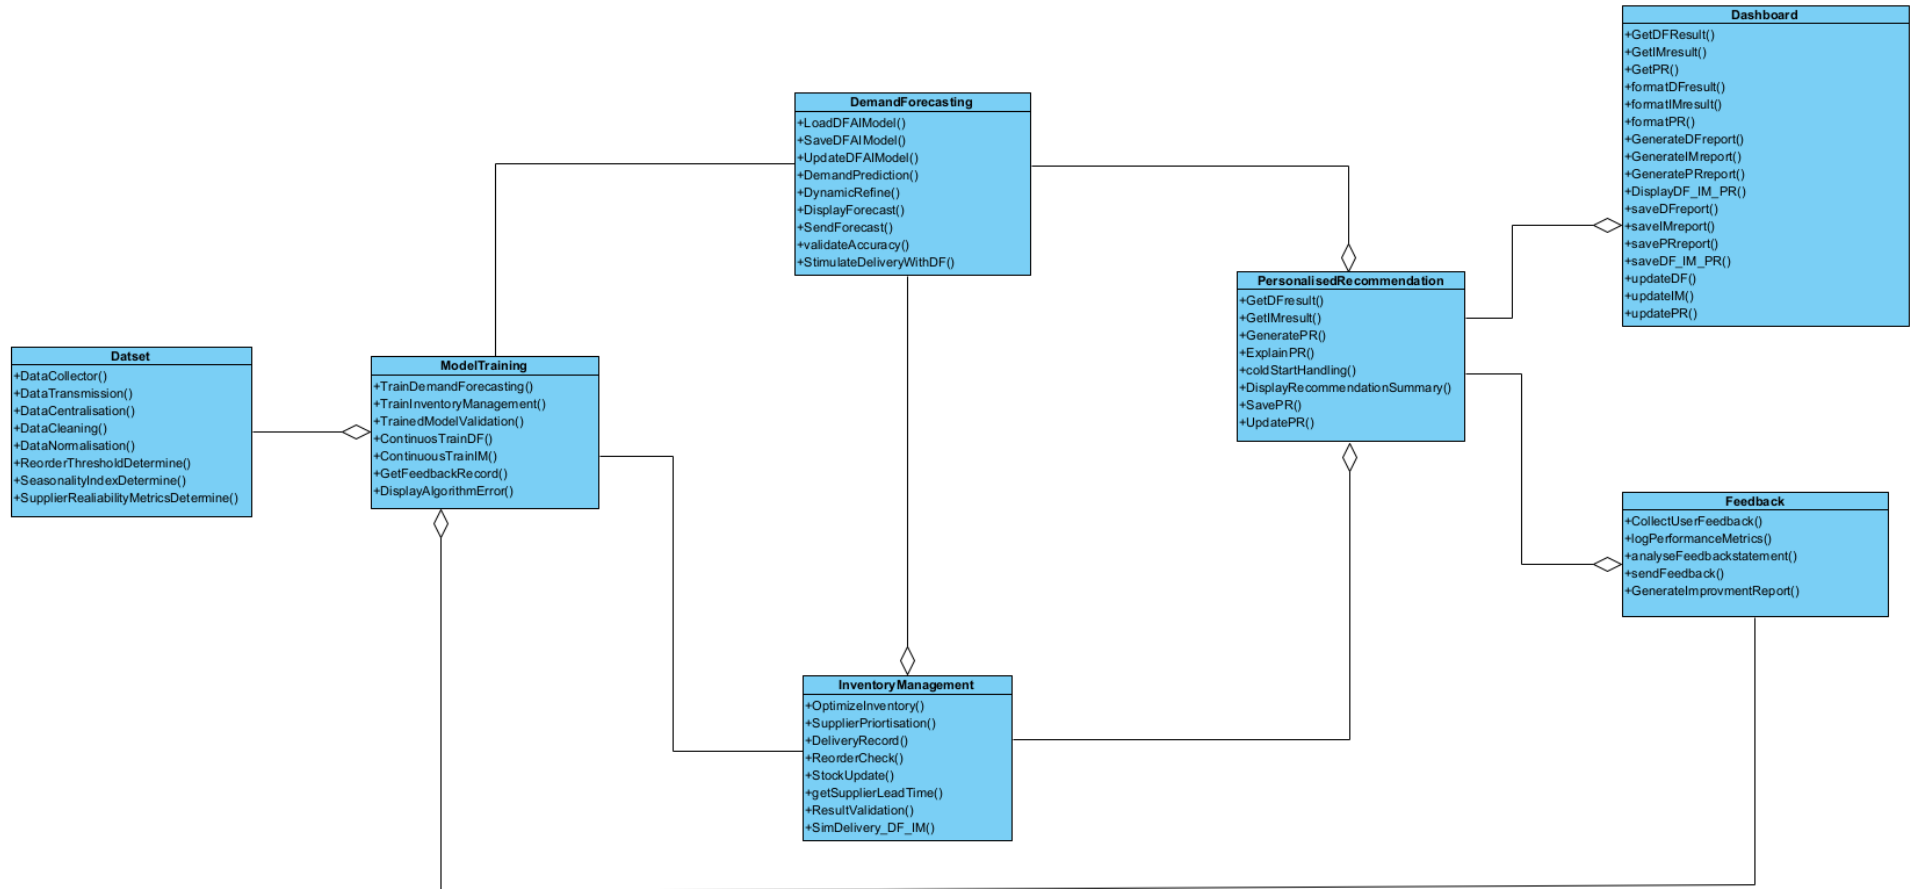 Dashboard
+GetDFResult()
+GetIMresult()
+GetPR()
+formatDFresult()
+formatIMresult()
+formatPR()
+GenerateDFreport()
+GenerateIMreport()
+GeneratePRreport()
+DisplayDF_IM_PR()
+saveDFreport()
+saveIMreport()
+savePRreport()
+saveDF_IM_PR()
+updateDF()
+updateIM()
+updatePR()
DemandForecasting
+LoadDFAIModel()
+SaveDFAIModel()
+UpdateDFAIModel()
+DemandPrediction()
+DynamicRefine()
+DisplayForecast()
+SendForecast()
+validateAccuracy()
+StimulateDeliveryWithDF()
PersonalisedRecommendation
+GetDFresult()
+GetIMresult()
+GeneratePR()
+ExplainPR()
+coldStartHandling()
+DisplayRecommendationSummary()
+SavePR()
+UpdatePR()
Datset
+DataCollector()
+DataTransmission()
+DataCentralisation()
+DataCleaning()
+DataNormalisation()
+ReorderThresholdDetermine()
+SeasonalityIndexDetermine()
+SupplierRealiabilityMetricsDetermine()
ModelTraining
+TrainDemandForecasting()
+TrainInventoryManagement()
+TrainedModelValidation()
+ContinuosTrainDF()
+ContinuousTrainIM()
+GetFeedbackRecord()
+DisplayAlgorithmError()
Feedback
+CollectUserFeedback()
+logPerformanceMetrics()
+analyseFeedbackstatement()
+sendFeedback()
+GenerateImprovmentReport()
InventoryManagement
+OptimizeInventory()
+SupplierPriortisation()
+DeliveryRecord()
+ReorderCheck()
+StockUpdate()
+getSupplierLeadTime()
+ResultValidation()
+SimDelivery_DF_IM()